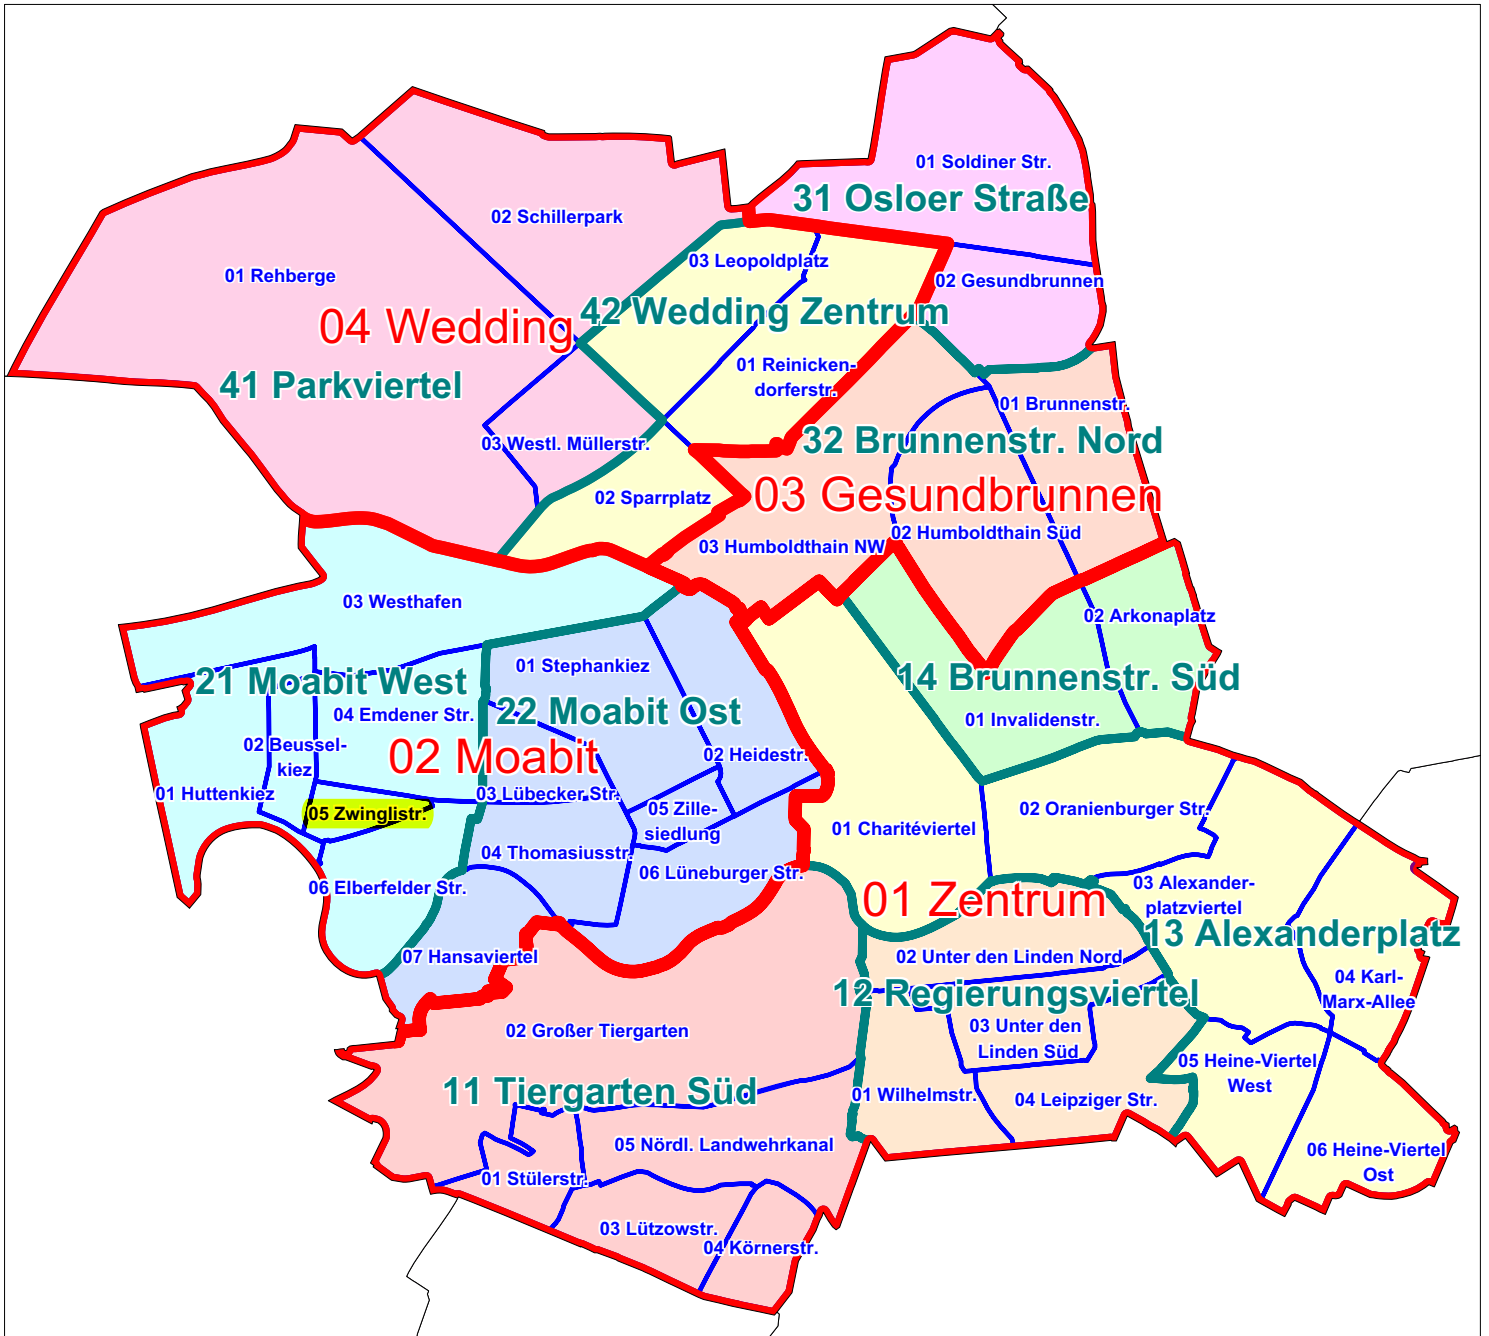 01 Soldiner Str.
31 Osloer Straße
02 Schillerpark
03 Leopoldplatz
01 Rehberge
02 Gesundbrunnen
04 Wedding
42 Wedding Zentrum
01 Reinicken-
dorferstr.
41 Parkviertel
01 Brunnenstr.
03 Westl. Müllerstr.
32 Brunnenstr. Nord
02 Sparrplatz
03 Gesundbrunnen
02 Humboldthain Süd
03 Humboldthain NW
03 Westhafen
02 Arkonaplatz
01 Stephankiez
21 Moabit West
14 Brunnenstr. Süd
04 Emdener Str.
22 Moabit Ost
01 Invalidenstr.
02 Beussel-
kiez
02 Moabit
02 Heidestr.
01 Huttenkiez
03 Lübecker Str.
05 Zwinglistr.
05 Zille-
siedlung
02 Oranienburger Str.
01 Charitéviertel
04 Thomasiusstr.
06 Lüneburger Str.
06 Elberfelder Str.
03 Alexander-
platzviertel
01 Zentrum
13 Alexanderplatz
07 Hansaviertel
02 Unter den Linden Nord
04 Karl-
Marx-Allee
12 Regierungsviertel
02 Großer Tiergarten
03 Unter den
Linden Süd
05 Heine-Viertel
West
11 Tiergarten Süd
01 Wilhelmstr.
04 Leipziger Str.
05 Nördl. Landwehrkanal
06 Heine-Viertel
Ost
01 Stülerstr.
03 Lützowstr.
04 Körnerstr.